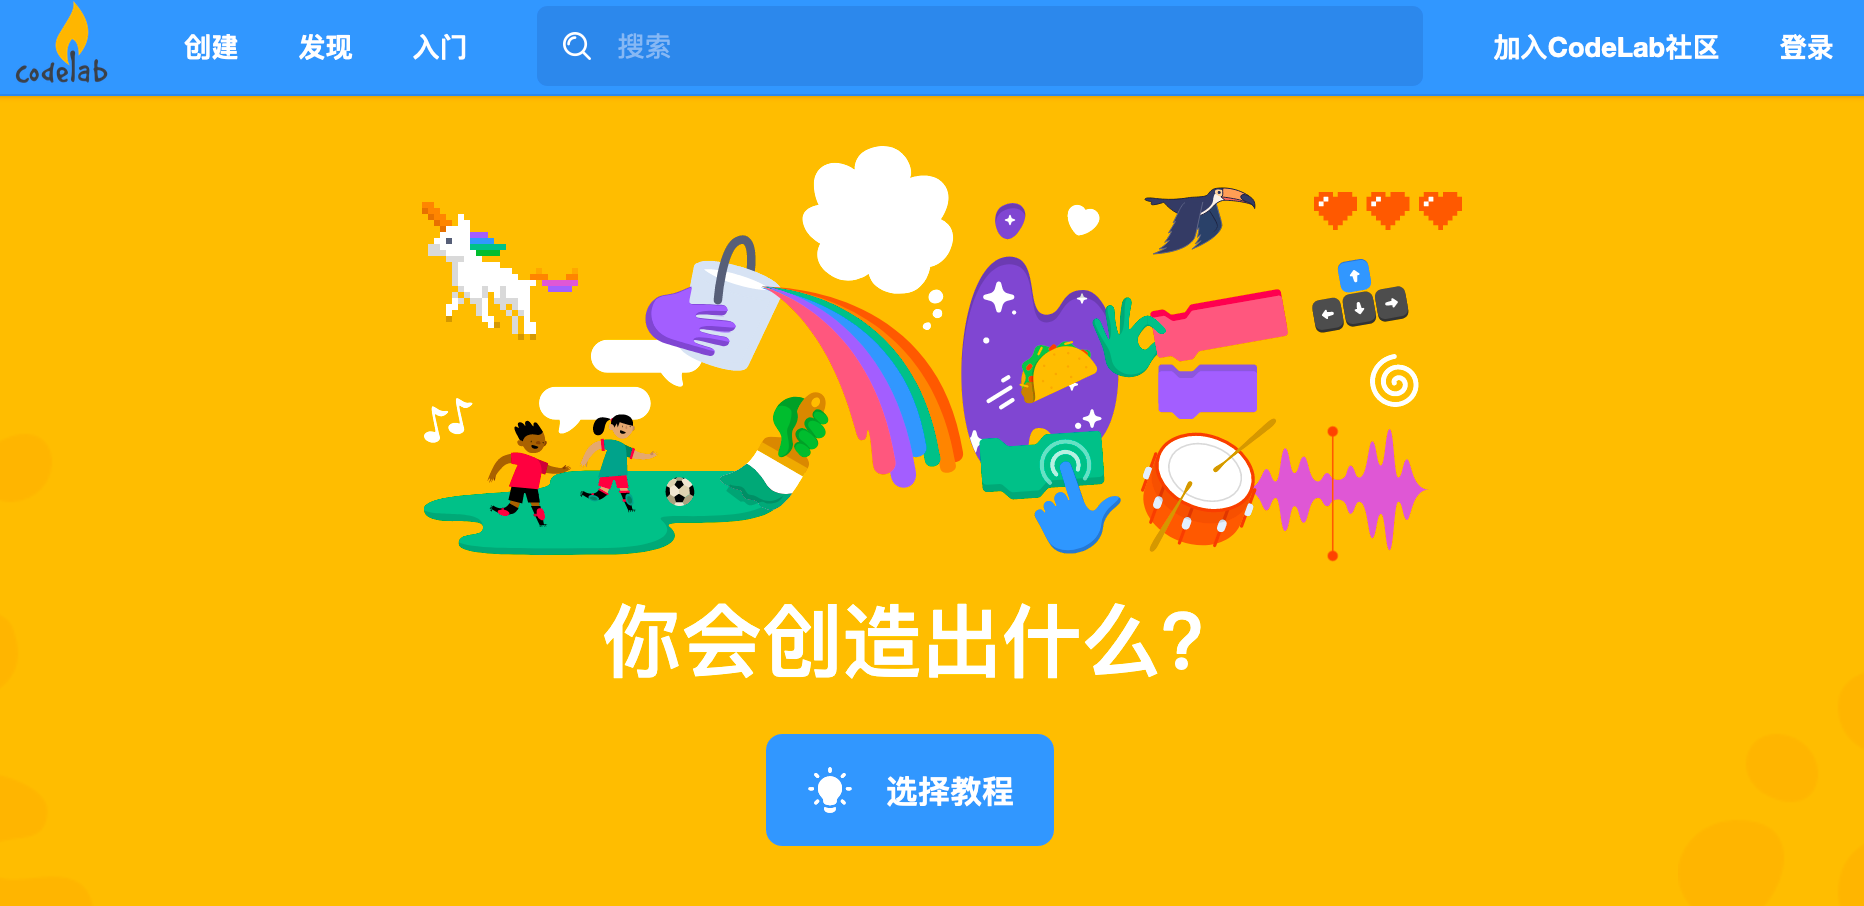 codelab
创建
发现
入门
搜索
加入CodeLab社区
登录
你会创造出什么?
选择教程